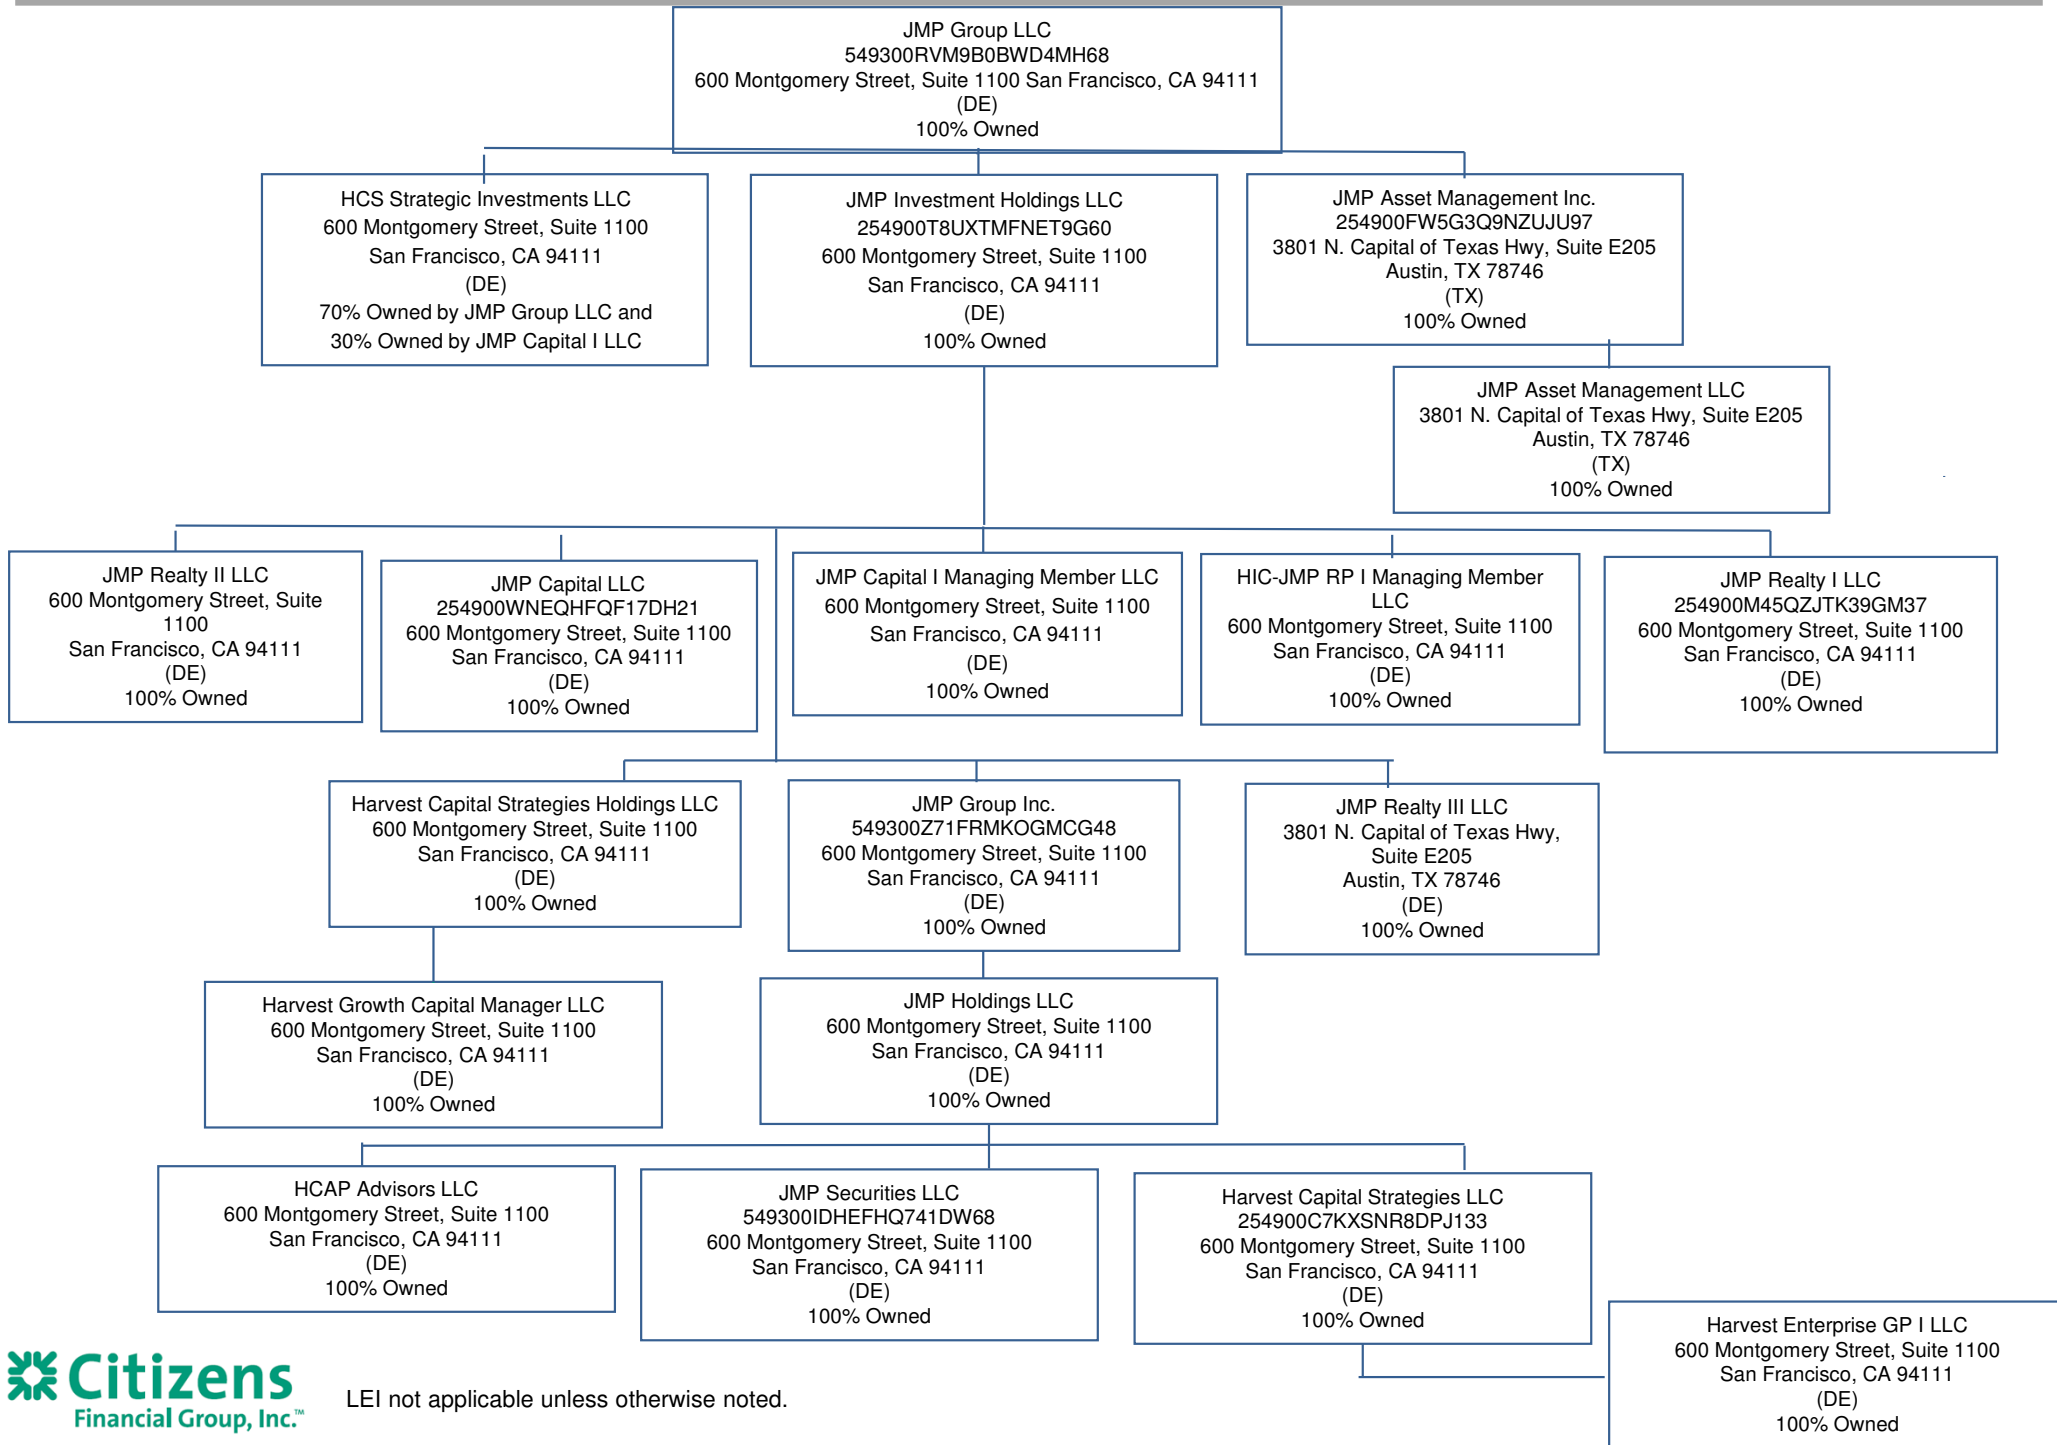 JMP Group LLC
549300RVM9B0BWD4MH68
600 Montgomery Street, Suite 1100 San Francisco, CA 94111
(DE)
100% Owned
HCS Strategic Investments LLC
600 Montgomery Street, Suite 1100
San Francisco, CA 94111
(DE)
70% Owned by JMP Group LLC and
30% Owned by JMP Capital I LLC
JMP Investment Holdings LLC
254900T8UXTMFNET9G60
600 Montgomery Street, Suite 1100
San Francisco, CA 94111
(DE)
100% Owned
JMP Asset Management Inc.
254900FW5G3Q9NZUJU97
3801 N. Capital of Texas Hwy, Suite E205
Austin, TX 78746
(TX)
100% Owned
JMP Asset Management LLC
3801 N. Capital of Texas Hwy, Suite E205
Austin, TX 78746
(TX)
100% Owned
JMP Realty II LLC
600 Montgomery Street, Suite
1100
San Francisco, CA 94111
(DE)
100% Owned
JMP Capital LLC
254900WNEQHFQF17DH21
600 Montgomery Street, Suite 1100
San Francisco, CA 94111
(DE)
100% Owned
JMP Capital I Managing Member LLC
600 Montgomery Street, Suite 1100
San Francisco, CA 94111
(DE)
100% Owned
HIC-JMP RP I Managing Member
LLC
600 Montgomery Street, Suite 1100
San Francisco, CA 94111
(DE)
100% Owned
JMP Realty I LLC
254900M45QZJTK39GM37
600 Montgomery Street, Suite 1100
San Francisco, CA 94111
(DE)
100% Owned
Harvest Capital Strategies Holdings LLC
600 Montgomery Street, Suite 1100
San Francisco, CA 94111
(DE)
100% Owned
JMP Group Inc.
549300Z71FRMKOGMCG48
600 Montgomery Street, Suite 1100
San Francisco, CA 94111
(DE)
100% Owned
JMP Realty III LLC
3801 N. Capital of Texas Hwy,
Suite E205
Austin, TX 78746
(DE)
100% Owned
Harvest Growth Capital Manager LLC
600 Montgomery Street, Suite 1100
San Francisco, CA 94111
(DE)
100% Owned
JMP Holdings LLC
600 Montgomery Street, Suite 1100
San Francisco, CA 94111
(DE)
100% Owned
HCAP Advisors LLC
600 Montgomery Street, Suite 1100
San Francisco, CA 94111
(DE)
100% Owned
JMP Securities LLC
549300IDHEFHQ741DW68
600 Montgomery Street, Suite 1100
San Francisco, CA 94111
(DE)
100% Owned
Harvest Capital Strategies LLC
254900C7KXSNR8DPJ133
600 Montgomery Street, Suite 1100
San Francisco, CA 94111
(DE)
100% Owned
Harvest Enterprise GP I LLC
600 Montgomery Street, Suite 1100
San Francisco, CA 94111
(DE)
100% Owned
Citizens
Financial Group, Inc.™
LEI not applicable unless otherwise noted.